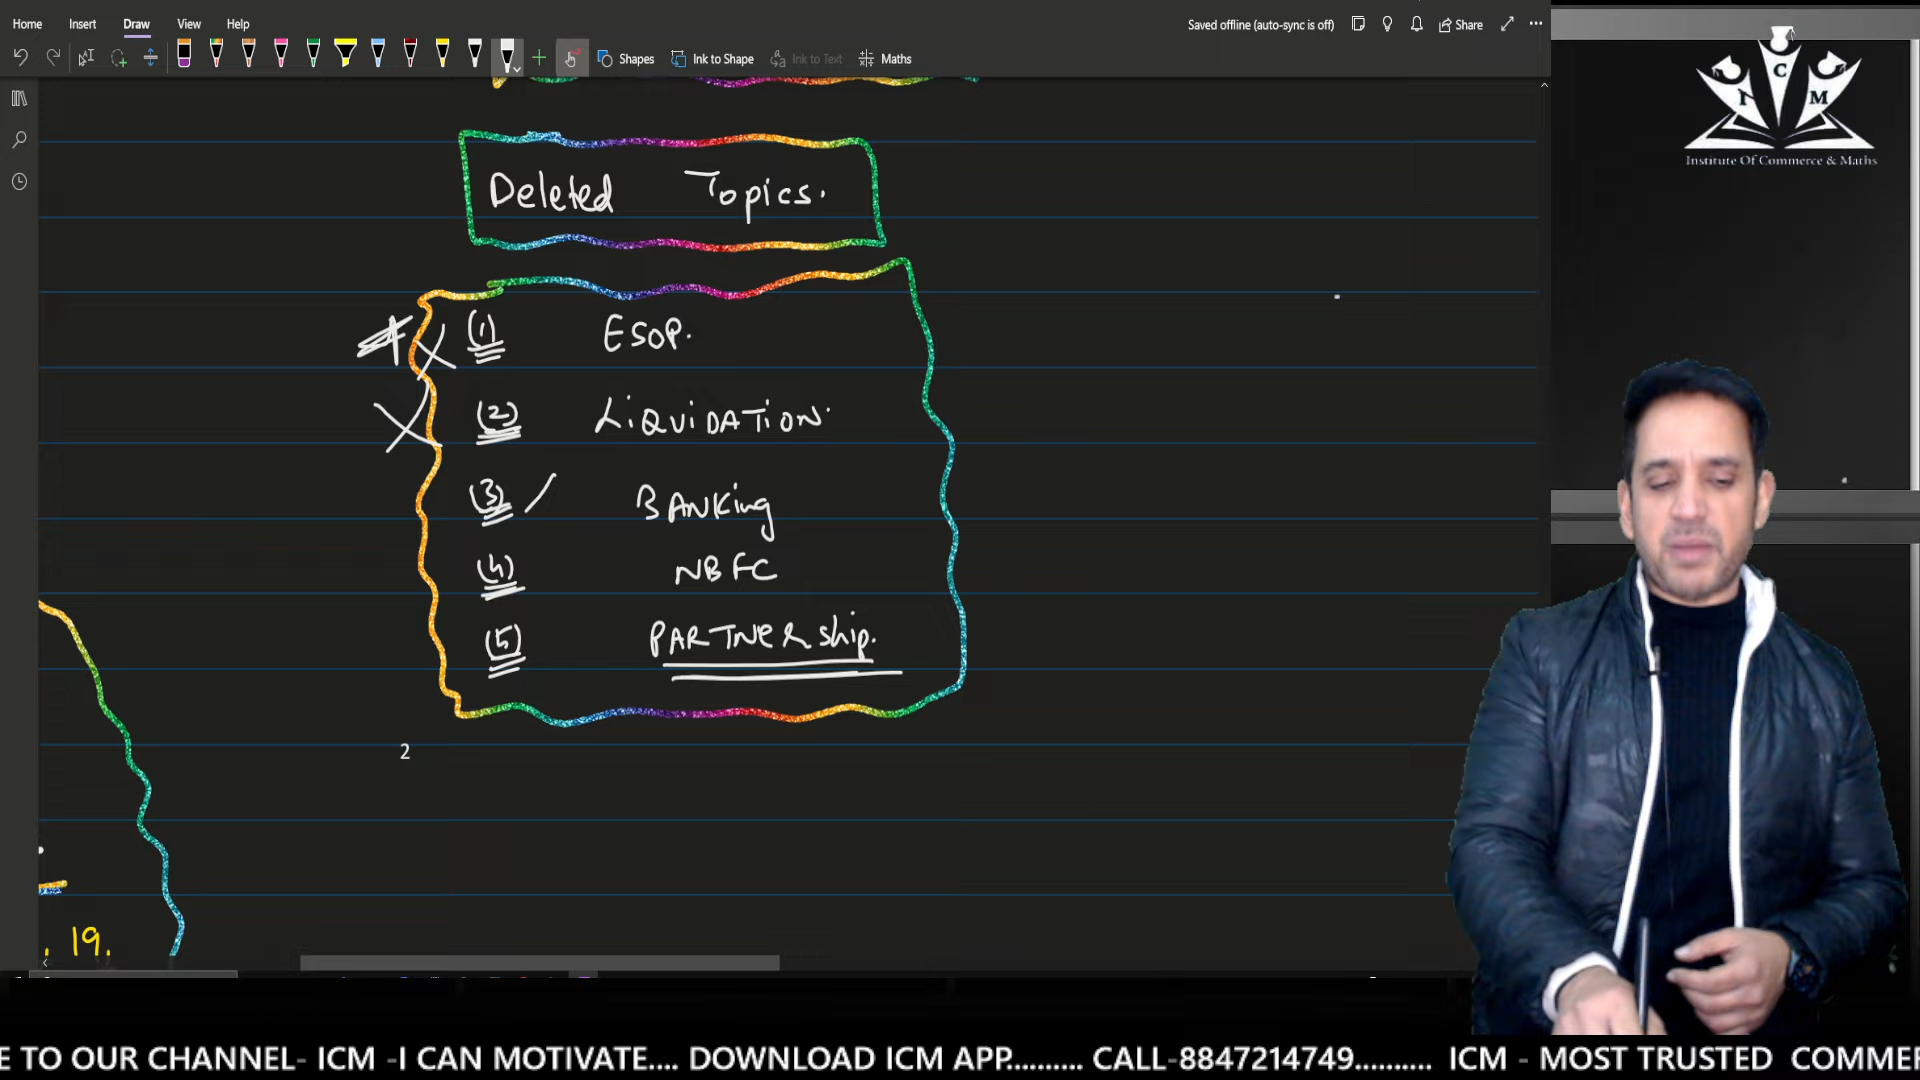 Home Insert Draw View Help
Saved offline (auto-sync is off) Share
Shapes Ink to Shape Ink to Text Maths
I C M
Institute Of Commerce & Maths
Deleted Topics.
(1) ESOP.
(2) LiQUiDATiON.
(3) BANKing
(4) NBFC
(5) PARTNeRship.
2
. 19.
E TO OUR CHANNEL- ICM -I CAN MOTIVATE.... DOWNLOAD ICM APP.......... CALL-8847214749.......... ICM - MOST TRUSTED COMMER